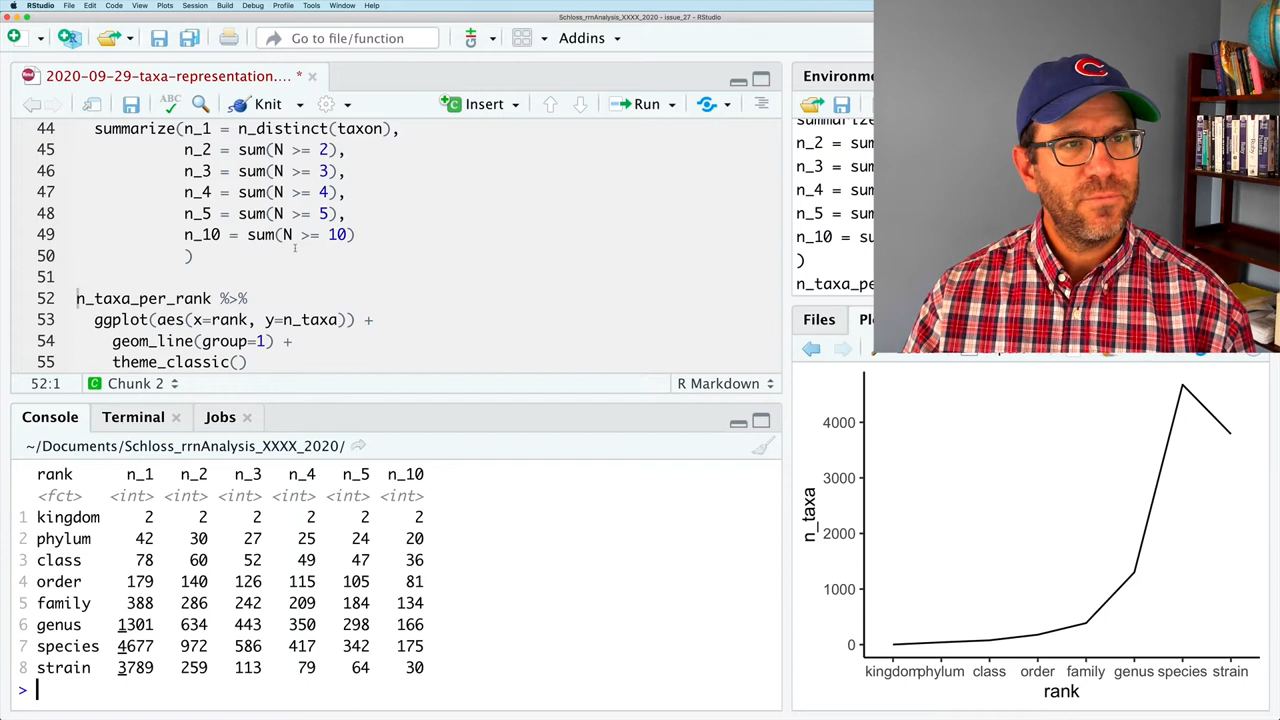 RStudio File Edit Code View Plots Session Build Debug Profile Tools Window Help
Schloss_rrnAnalysis_XXXX_2020 - issue_27 - RStudio
Go to file/function Addins
2020-09-29-taxa-representation.... *
Knit Insert Run
44 summarize(n_1 = n_distinct(taxon),
45 n_2 = sum(N >= 2),
46 n_3 = sum(N >= 3),
47 n_4 = sum(N >= 4),
48 n_5 = sum(N >= 5),
49 n_10 = sum(N >= 10)
50 )
51
52 n_taxa_per_rank %>%
53 ggplot(aes(x=rank, y=n_taxa)) +
54 geom_line(group=1) +
55 theme_classic()
52:1 Chunk 2 R Markdown
Console Terminal Jobs
~/Documents/Schloss_rrnAnalysis_XXXX_2020/
rank n_1 n_2 n_3 n_4 n_5 n_10
<fct> <int> <int> <int> <int> <int> <int>
1 kingdom 2 2 2 2 2 2
2 phylum 42 30 27 25 24 20
3 class 78 60 52 49 47 36
4 order 179 140 126 115 105 81
5 family 388 286 242 209 184 134
6 genus 1301 634 443 350 298 166
7 species 4677 972 586 417 342 175
8 strain 3789 259 113 79 64 30
>
Environme
n_2 = sum
n_3 = sum
n_4 = sum
n_5 = sum
n_10 = su
)
n_taxa_pe
Files Pl
4000
3000
2000
1000
0
n_taxa
kingdom phylum class order family genus species strain
rank